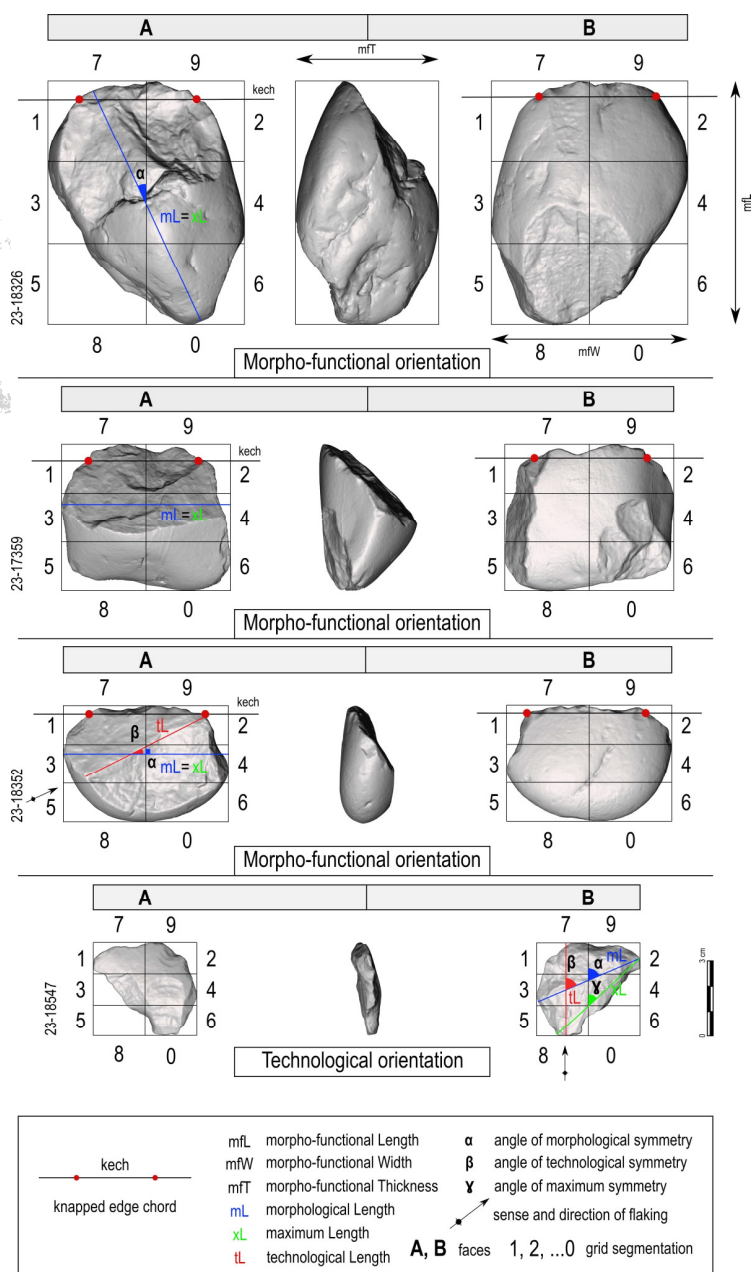 A B
mfT
7 9 7 9
kech
1 2 1 2
α
3 4 3 4
mL = xL
mfL
5 6 5 6
23-18326
8 0 8 mfW 0
Morpho-functional orientation
A B
7 9 kech 7 9
1 2 1 2
3 mL = xL 4 3 4
5 6 5 6
23-17359
8 0 8 0
Morpho-functional orientation
A B
7 9 kech 7 9
1 β tL 2 1 2
3 α mL = xL 4 3 4
5 6 5 6
23-18352
8 0 8 0
Morpho-functional orientation
A B
7 9 7 9
1 2 1 β α mL 2
3 4 3 tL ɣ xL 4
5 6 5 6
23-18547
3 cm
0
8 0 8 0
Technological orientation
kech
knapped edge chord
mfL morpho-functional Length
mfW morpho-functional Width
mfT morpho-functional Thickness
mL morphological Length
xL maximum Length
tL technological Length
α angle of morphological symmetry
β angle of technological symmetry
ɣ angle of maximum symmetry
sense and direction of flaking
A, B faces 1, 2, ...0 grid segmentation